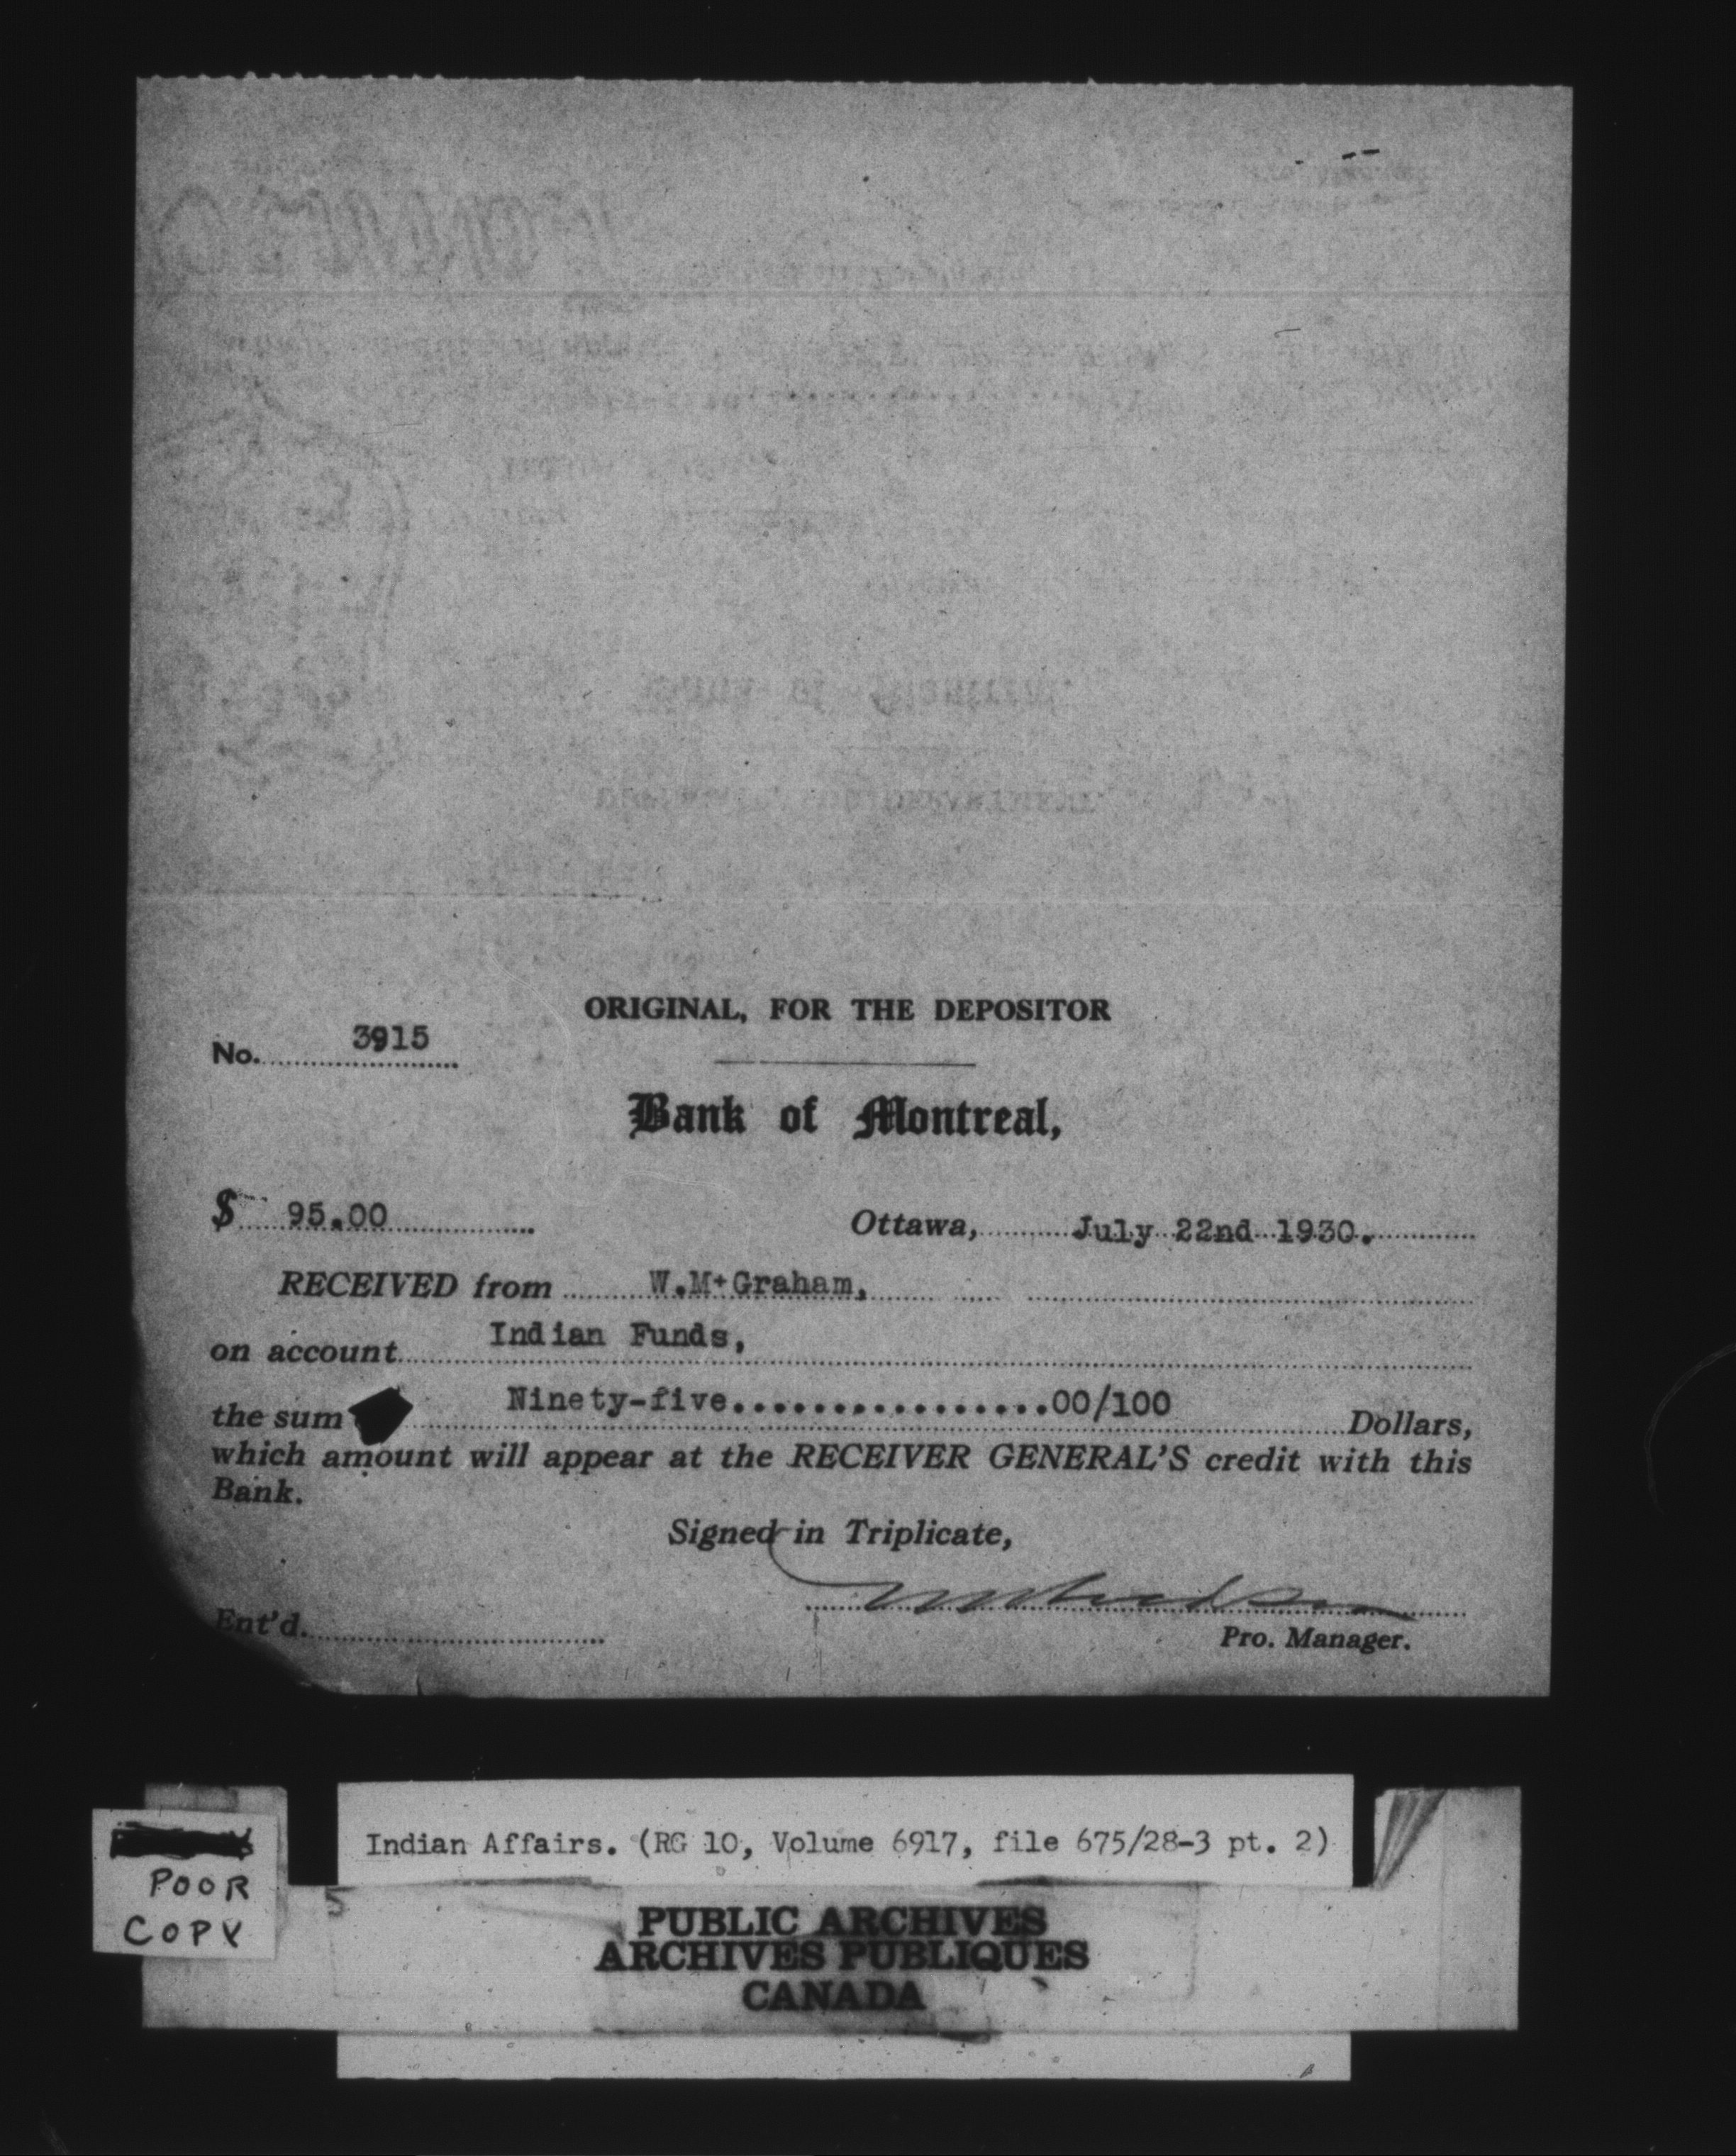 ORIGINAL, FOR THE DEPOSITOR
No. 3915
Bank of Montreal,
$ 95.00 Ottawa, July 22nd 1930.
RECEIVED from W.M. Graham,
on account Indian Funds,
the sum Ninety-five................00/100 Dollars,
which amount will appear at the RECEIVER GENERAL'S credit with this
Bank.
Signed in Triplicate,
Ent'd.
Pro. Manager.
Indian Affairs. (RG 10, Volume 6917, file 675/28-3 pt. 2)
POOR
COPY
PUBLIC ARCHIVES
ARCHIVES PUBLIQUES
CANADA